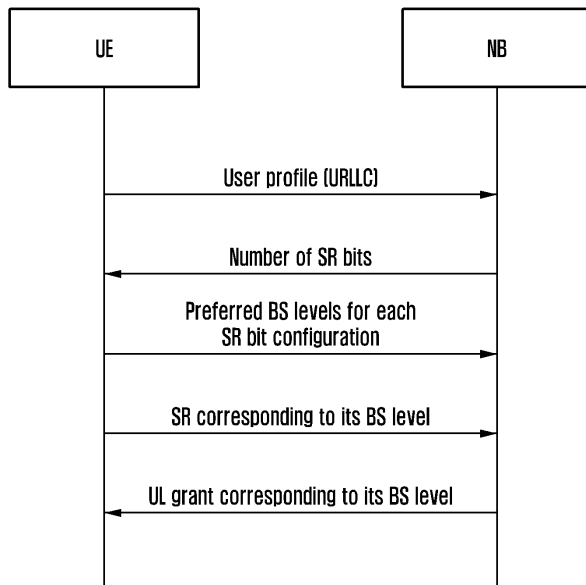 UE
NB
User profile (URLLC)
Number of SR bits
Preferred BS levels for each
SR bit configuration
SR corresponding to its BS level
UL grant corresponding to its BS level